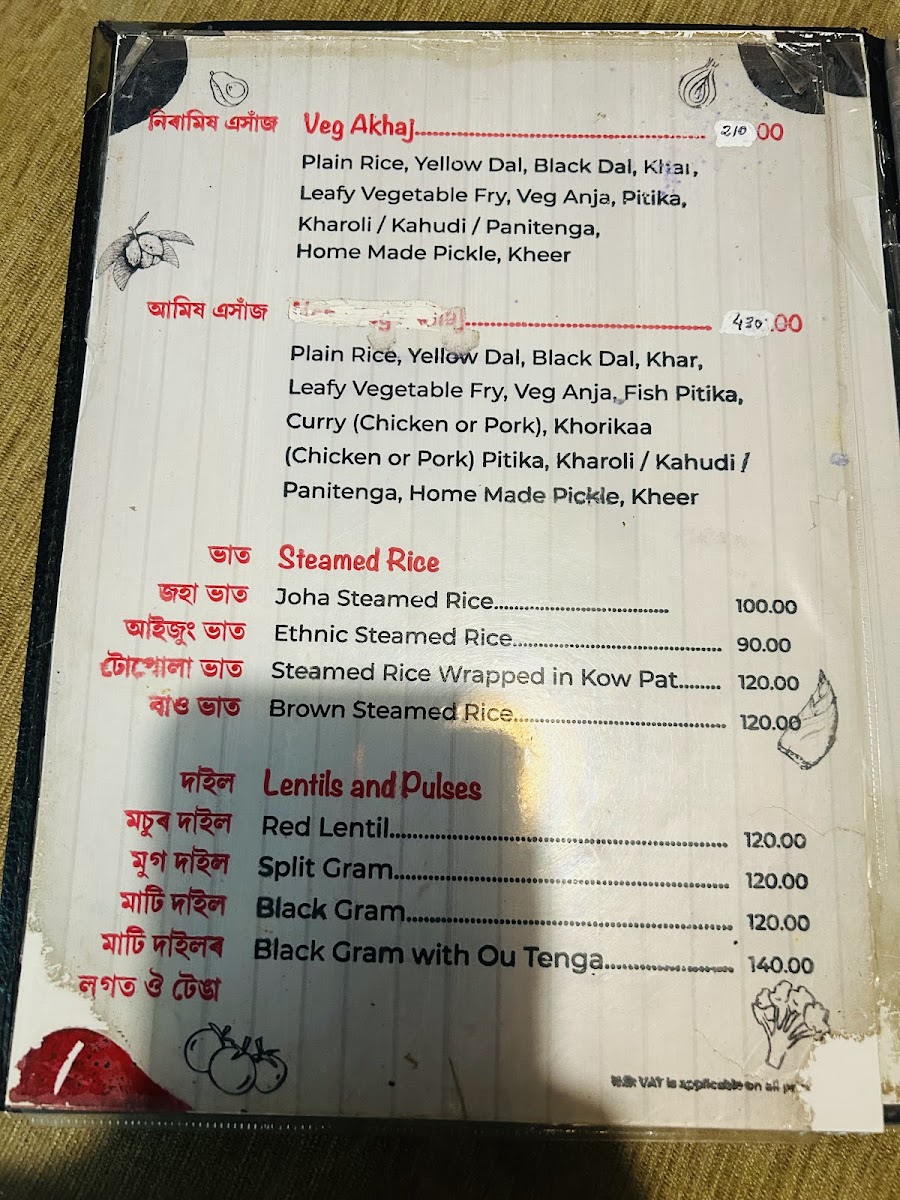 নিৰামিষ এসাঁজ Veg Akhaj........................................................ 210.00
Plain Rice, Yellow Dal, Black Dal, Khar,
Leafy Vegetable Fry, Veg Anja, Pitika,
Kharoli / Kahudi / Panitenga,
Home Made Pickle, Kheer
আমিষ এসাঁজ ................................................ 430.00
Plain Rice, Yellow Dal, Black Dal, Khar,
Leafy Vegetable Fry, Veg Anja, Fish Pitika,
Curry (Chicken or Pork), Khorikaa
(Chicken or Pork) Pitika, Kharoli / Kahudi /
Panitenga, Home Made Pickle, Kheer
ভাত Steamed Rice
জহা ভাত Joha Steamed Rice........................................ 100.00
আইজুং ভাত Ethnic Steamed Rice............................................... 90.00
টোপোলা ভাত Steamed Rice Wrapped in Kow Pat......... 120.00
বাও ভাত Brown Steamed Rice................................................ 120.00
দাইল Lentils and Pulses
মচুৰ দাইল Red Lentil........................................................................ 120.00
মুগ দাইল Split Gram....................................................................... 120.00
মাটি দাইল Black Gram..................................................................... 120.00
মাটি দাইলৰ Black Gram with Ou Tenga........................... 140.00
লগত ঔ টেঙা
1
VAT is applicable on all